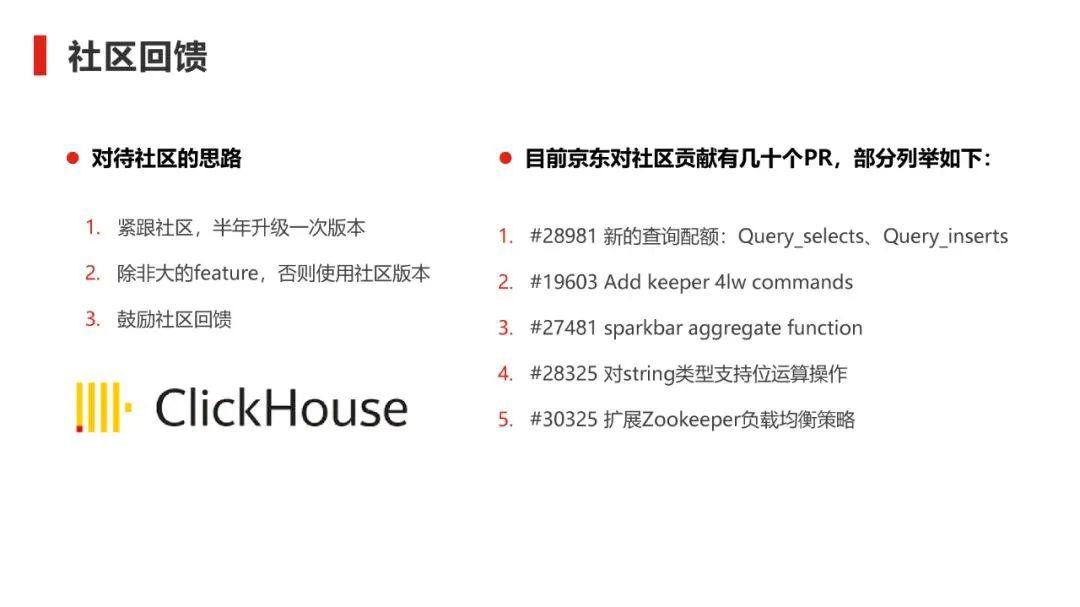 社区回馈
对待社区的思路
1. 紧跟社区，半年升级一次版本
2. 除非大的feature，否则使用社区版本
3. 鼓励社区回馈
ClickHouse
目前京东对社区贡献有几十个PR，部分列举如下：
1. #28981 新的查询配额：Query_selects、Query_inserts
2. #19603 Add keeper 4lw commands
3. #27481 sparkbar aggregate function
4. #28325 对string类型支持位运算操作
5. #30325 扩展Zookeeper负载均衡策略